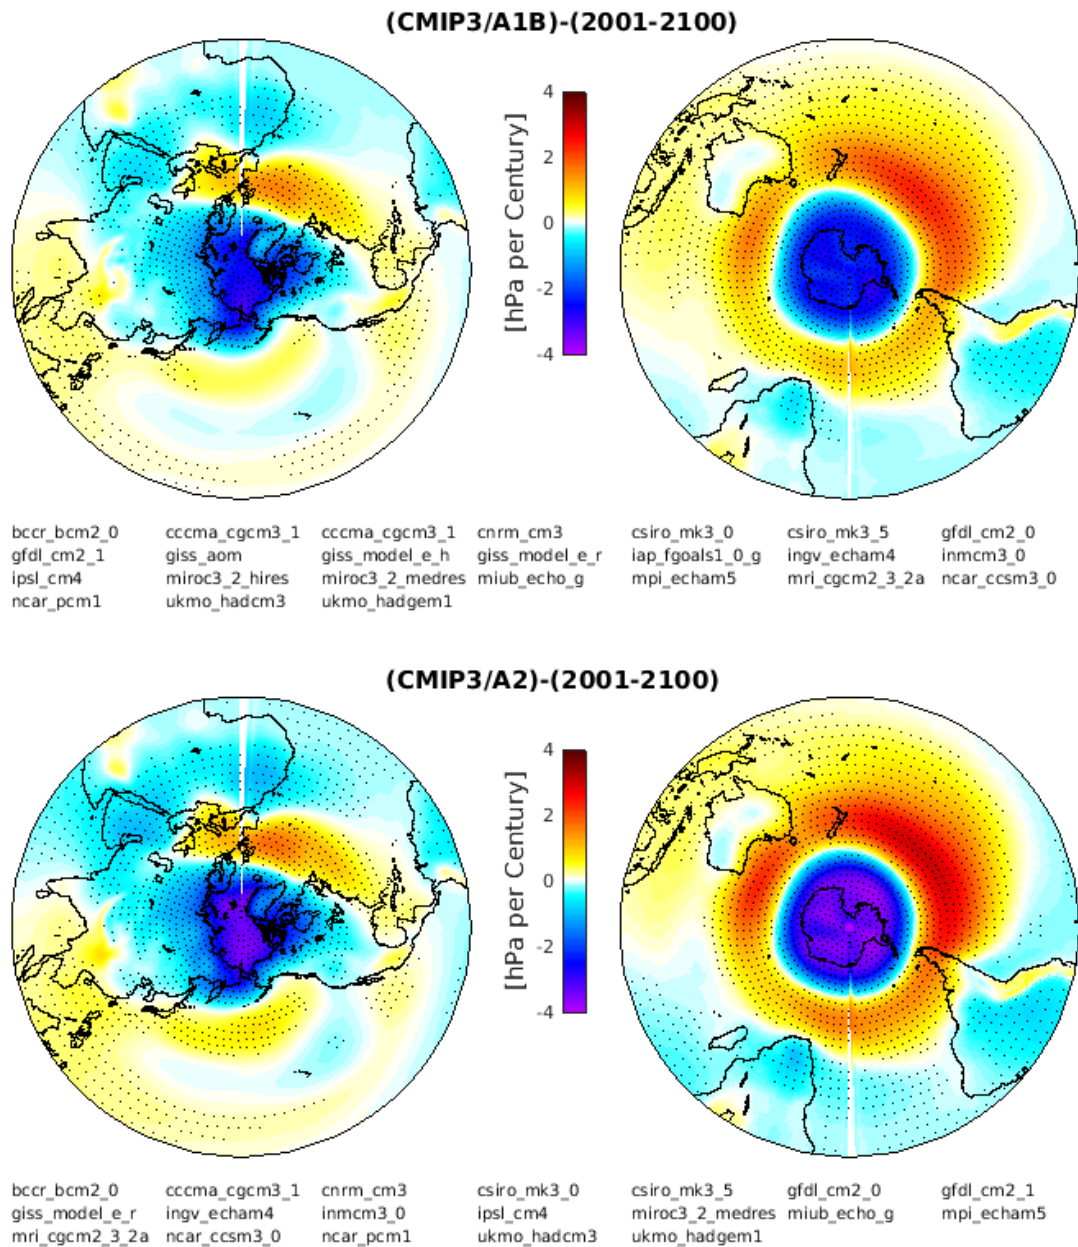 (CMIP3/A1B)-(2001-2100)
4
2
0
-2
-4
[hPa per Century]
bccr_bcm2_0 cccma_cgcm3_1 cccma_cgcm3_1 cnrm_cm3 csiro_mk3_0 csiro_mk3_5 gfdl_cm2_0
gfdl_cm2_1 giss_aom giss_model_e_h giss_model_e_r iap_fgoals1_0_g ingv_echam4 inmcm3_0
ipsl_cm4 miroc3_2_hires miroc3_2_medres miub_echo_g mpi_echam5 mri_cgcm2_3_2a ncar_ccsm3_0
ncar_pcm1 ukmo_hadcm3 ukmo_hadgem1
(CMIP3/A2)-(2001-2100)
4
2
0
-2
-4
[hPa per Century]
bccr_bcm2_0 cccma_cgcm3_1 cnrm_cm3 csiro_mk3_0 csiro_mk3_5 gfdl_cm2_0 gfdl_cm2_1
giss_model_e_r ingv_echam4 inmcm3_0 ipsl_cm4 miroc3_2_medres miub_echo_g mpi_echam5
mri_cgcm2_3_2a ncar_ccsm3_0 ncar_pcm1 ukmo_hadcm3 ukmo_hadgem1